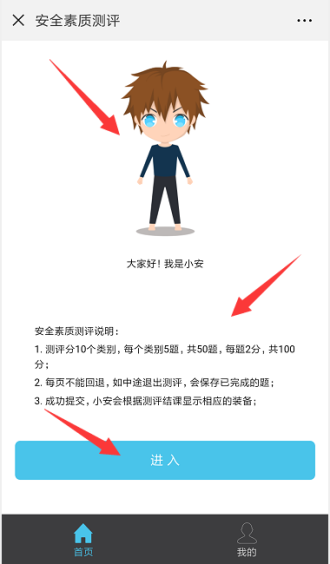 安全素质测评
大家好！我是小安
安全素质测评说明：
1. 测评分10个类别，每个类别5题，共50题，每题2分，共100
分；
2. 每页不能回退，如中途退出测评，会保存已完成的题；
3. 成功提交，小安会根据测评结课显示相应的装备；
进 入
首页
我的